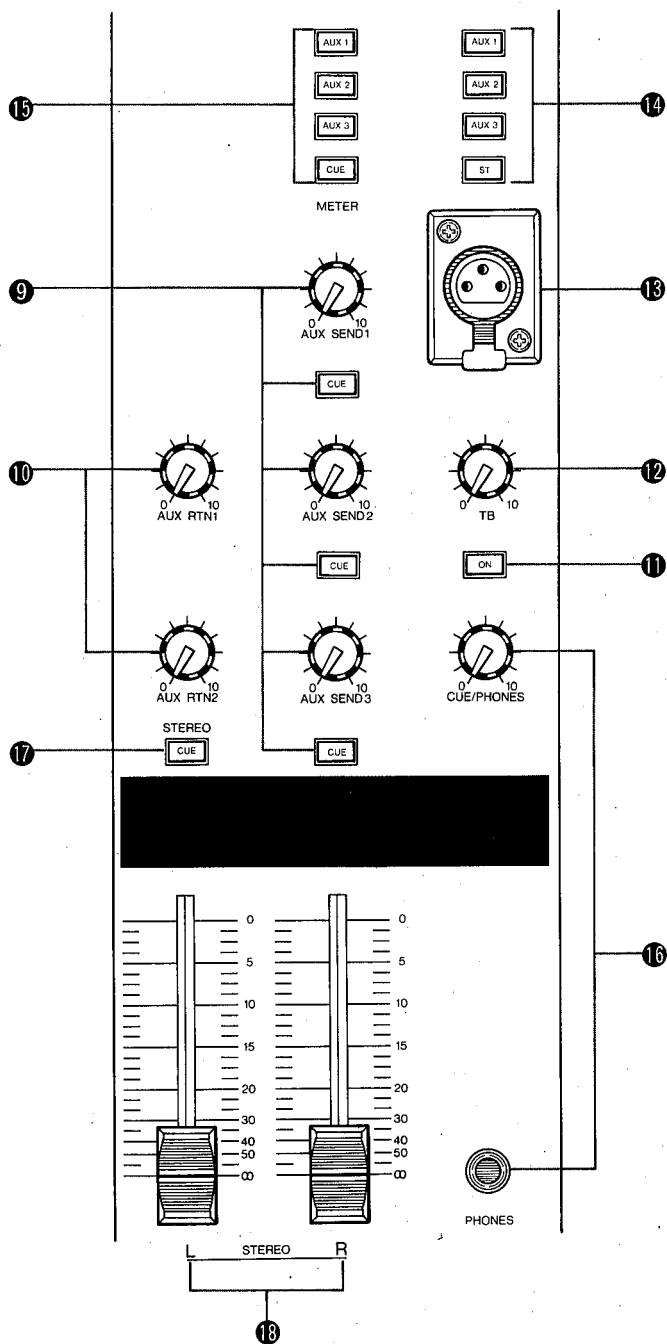 AUX 1 AUX 1
AUX 2 AUX 2
15 14
AUX 3 AUX 3
CUE ST
METER
9 13
0 10
AUX SEND1
CUE
10 12
0 10 0 10 0 10
AUX RTN1 AUX SEND2 TB
CUE ON 11
0 10 0 10 0 10
AUX RTN2 AUX SEND3 CUE/PHONES
STEREO
17 CUE CUE
0 0
5 5
16
10 10
15 15
20 20
30 30
40 40
50 50
∞ ∞
PHONES
L STEREO R
18